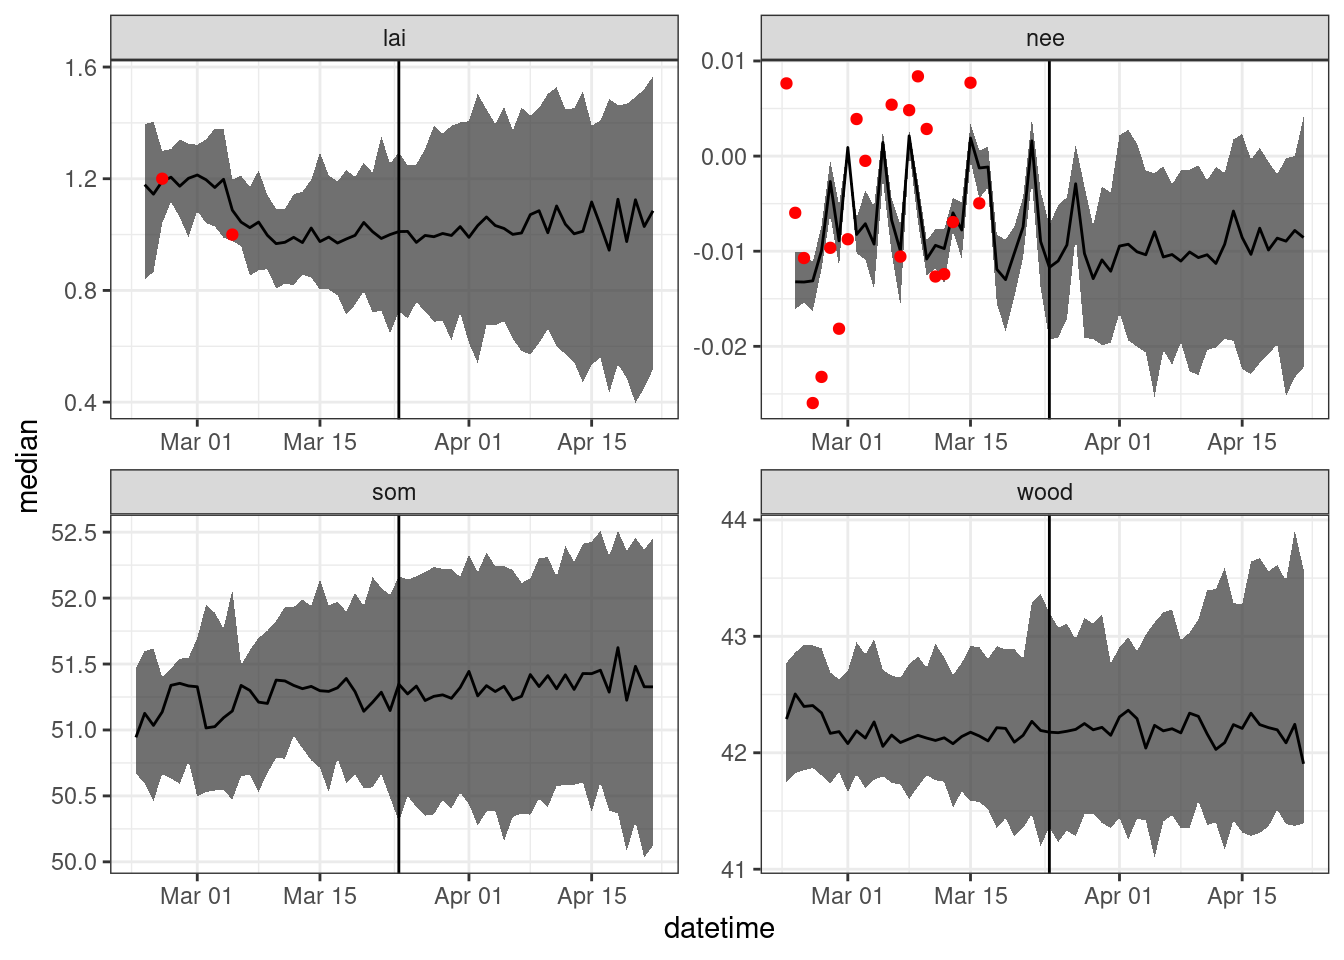 lai
nee
1.6
1.2
0.8
0.4
0.01
0.00
-0.01
-0.02
Mar 01 Mar 15 Apr 01 Apr 15
Mar 01 Mar 15 Apr 01 Apr 15
median
som
wood
52.5
52.0
51.5
51.0
50.5
50.0
44
43
42
41
Mar 01 Mar 15 Apr 01 Apr 15
Mar 01 Mar 15 Apr 01 Apr 15
datetime